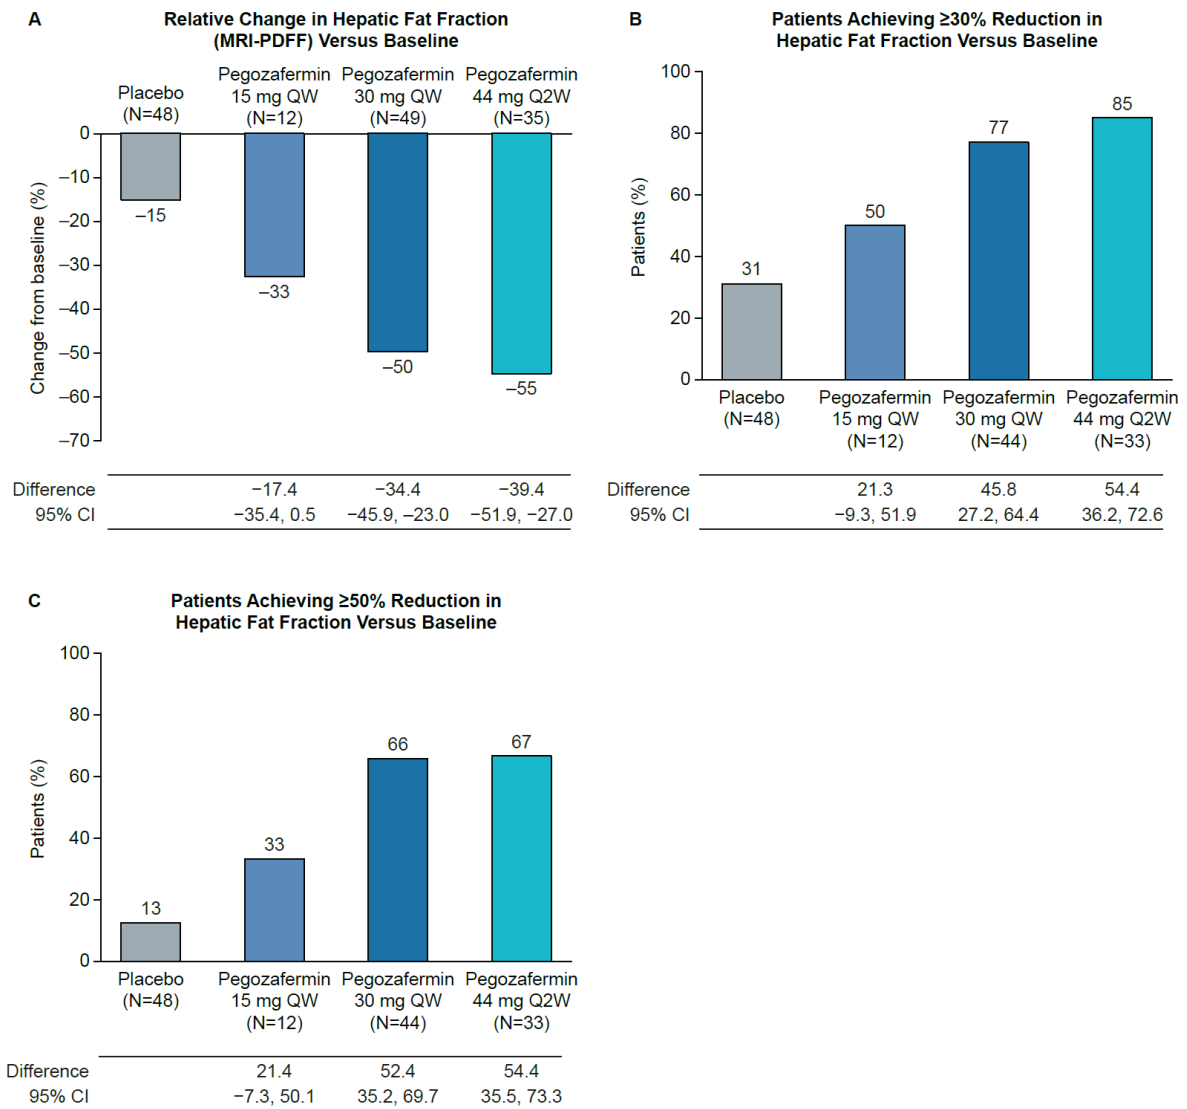 A
Relative Change in Hepatic Fat Fraction
(MRI-PDFF) Versus Baseline
Placebo
(N=48)
Pegozafermin
15 mg QW
(N=12)
Pegozafermin
30 mg QW
(N=49)
Pegozafermin
44 mg Q2W
(N=35)
Change from baseline (%)
0
–10
–20
–30
–40
–50
–60
–70
–15
–33
–50
–55
Difference −17.4 −34.4 −39.4
95% CI −35.4, 0.5 −45.9, –23.0 −51.9, −27.0
B
Patients Achieving ≥30% Reduction in
Hepatic Fat Fraction Versus Baseline
Patients (%)
100
80
60
40
20
0
31
50
77
85
Placebo
(N=48)
Pegozafermin
15 mg QW
(N=12)
Pegozafermin
30 mg QW
(N=44)
Pegozafermin
44 mg Q2W
(N=33)
Difference 21.3 45.8 54.4
95% CI −9.3, 51.9 27.2, 64.4 36.2, 72.6
C
Patients Achieving ≥50% Reduction in
Hepatic Fat Fraction Versus Baseline
Patients (%)
100
80
60
40
20
0
13
33
66
67
Placebo
(N=48)
Pegozafermin
15 mg QW
(N=12)
Pegozafermin
30 mg QW
(N=44)
Pegozafermin
44 mg Q2W
(N=33)
Difference 21.4 52.4 54.4
95% CI −7.3, 50.1 35.2, 69.7 35.5, 73.3